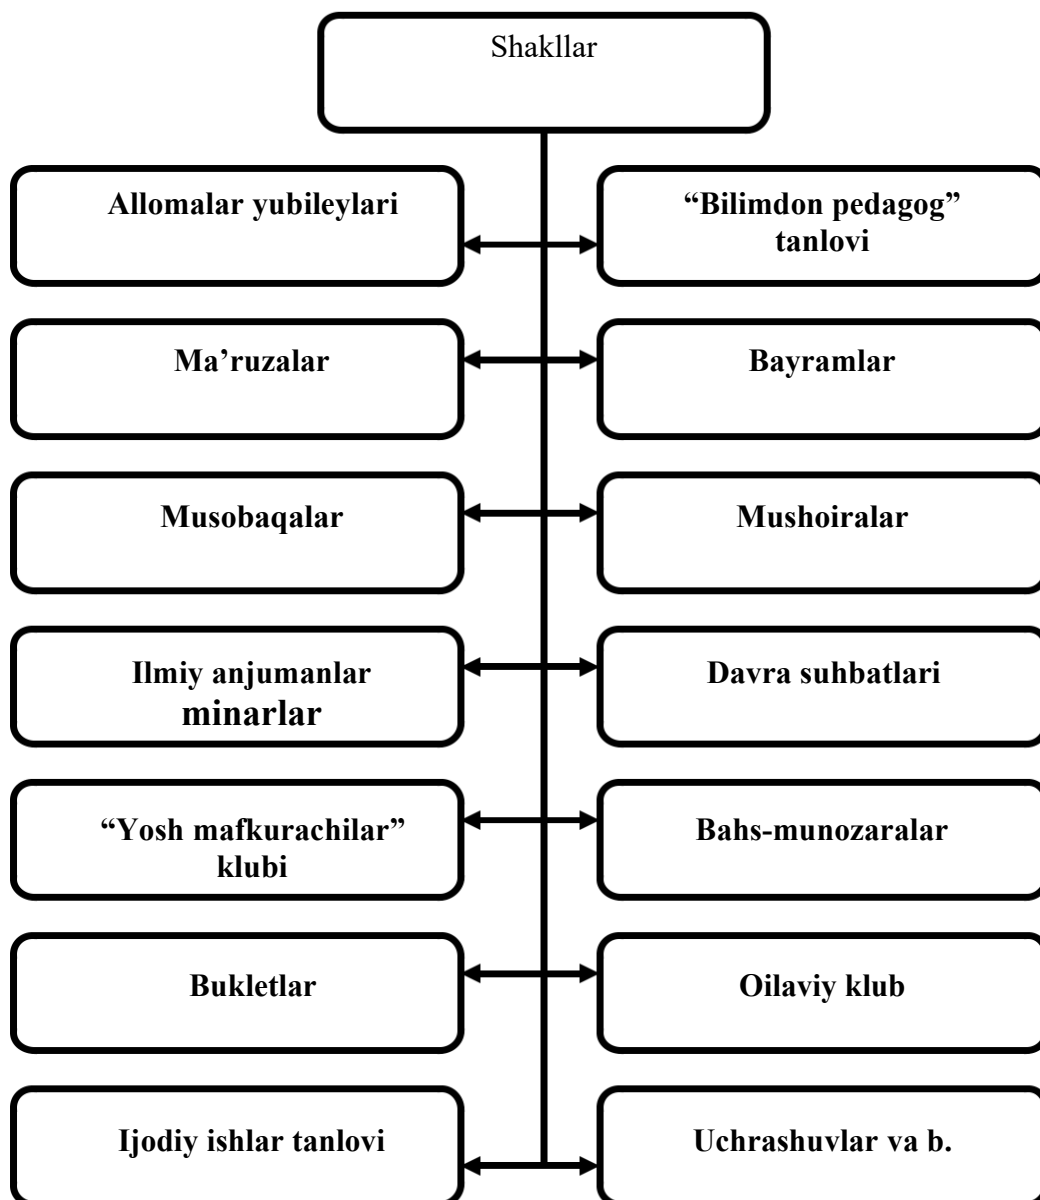 Shakllar
Allomalar yubileylari
“Bilimdon pedagog”
tanlovi
Ma’ruzalar
Bayramlar
Musobaqalar
Mushoiralar
Ilmiy anjumanlar
minarlar
Davra suhbatlari
“Yosh mafkurachilar”
klubi
Bahs-munozaralar
Bukletlar
Oilaviy klub
Ijodiy ishlar tanlovi
Uchrashuvlar va b.